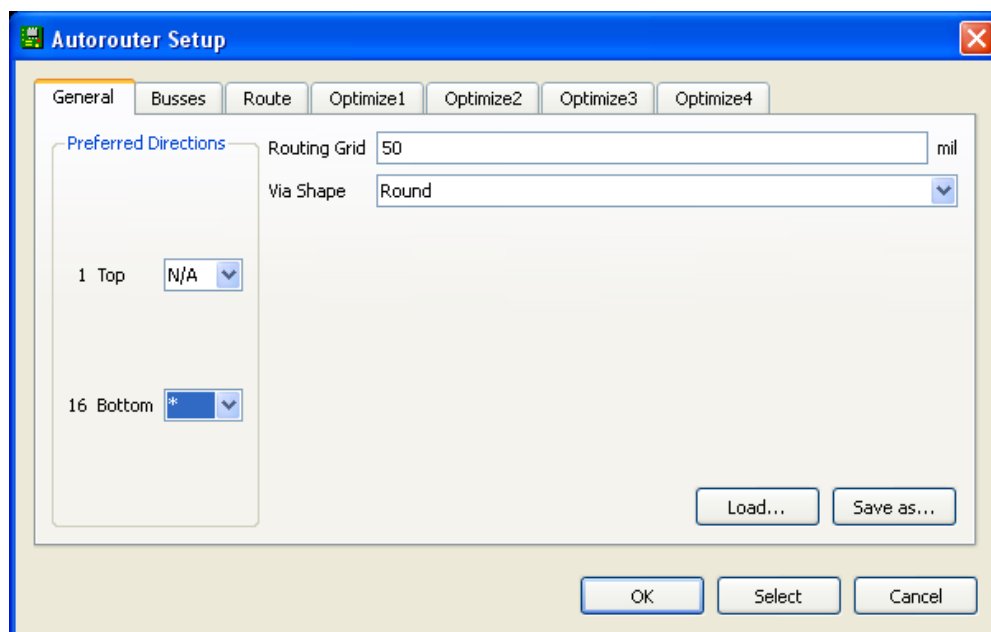 Autorouter Setup
General Busses Route Optimize1 Optimize2 Optimize3 Optimize4
Preferred Directions
Routing Grid 50 mil
Via Shape Round
1 Top N/A
16 Bottom *
Load... Save as...
OK Select Cancel